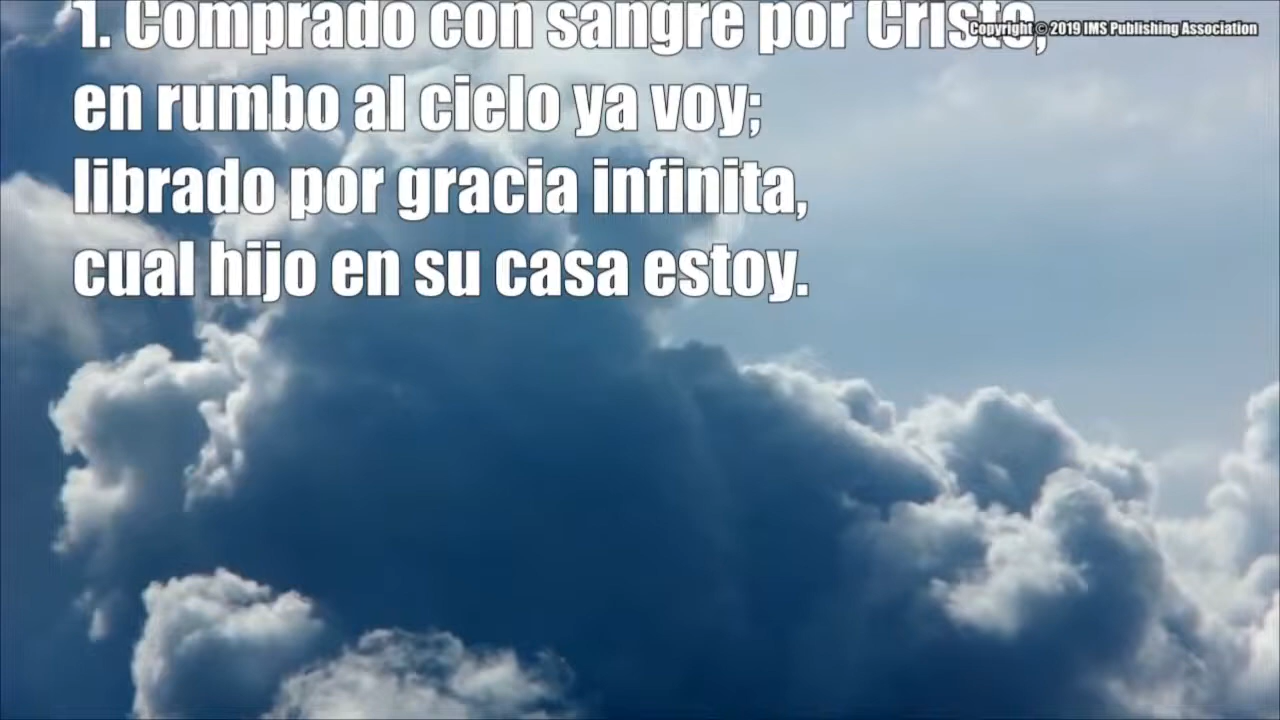 1. Comprado con sangre por Cristo,
Copyright © 2019 IMS Publishing Association
en rumbo al cielo ya voy;
librado por gracia infinita,
cual hijo en su casa estoy.